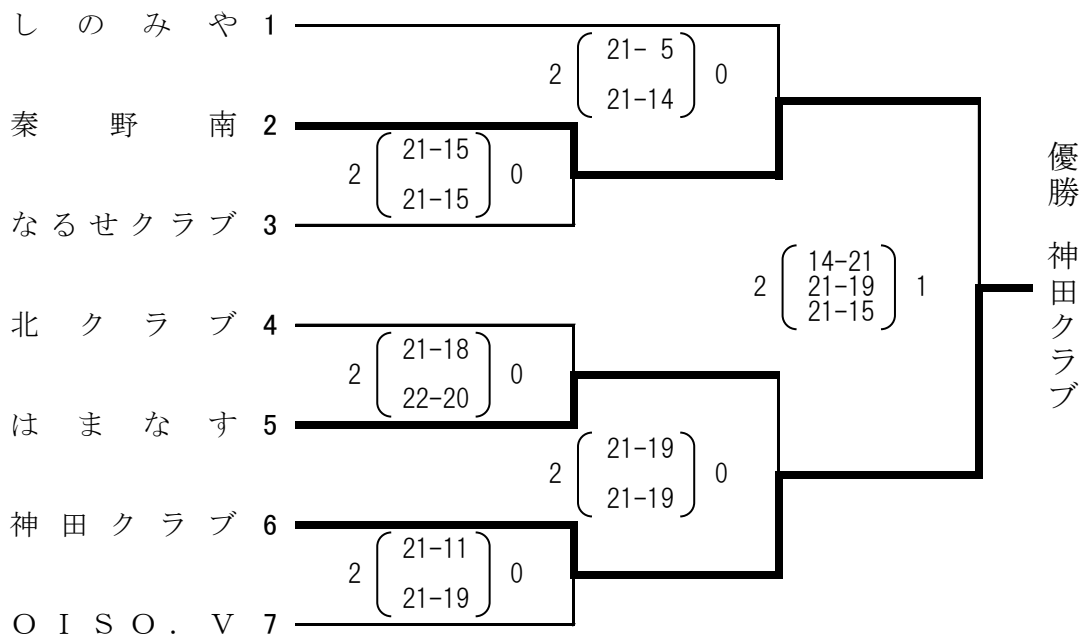 しのみや 1
2 21- 5 0
21-14
秦野南 2
2 21-15 0
21-15
なるせクラブ 3
北クラブ 4
2 21-18 0
22-20
はまなす 5
2 21-19 0
21-19
神田クラブ 6
2 21-11 0
21-19
OISO.V 7
14-21
2 21-19 1
21-15
優勝 神田クラブ